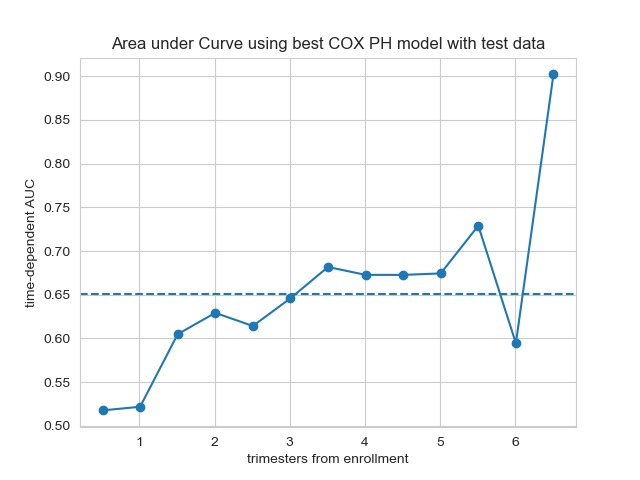 Area under Curve using best COX PH model with test data
time-dependent AUC
0.90
0.85
0.80
0.75
0.70
0.65
0.60
0.55
0.50
1 2 3 4 5 6
trimesters from enrollment